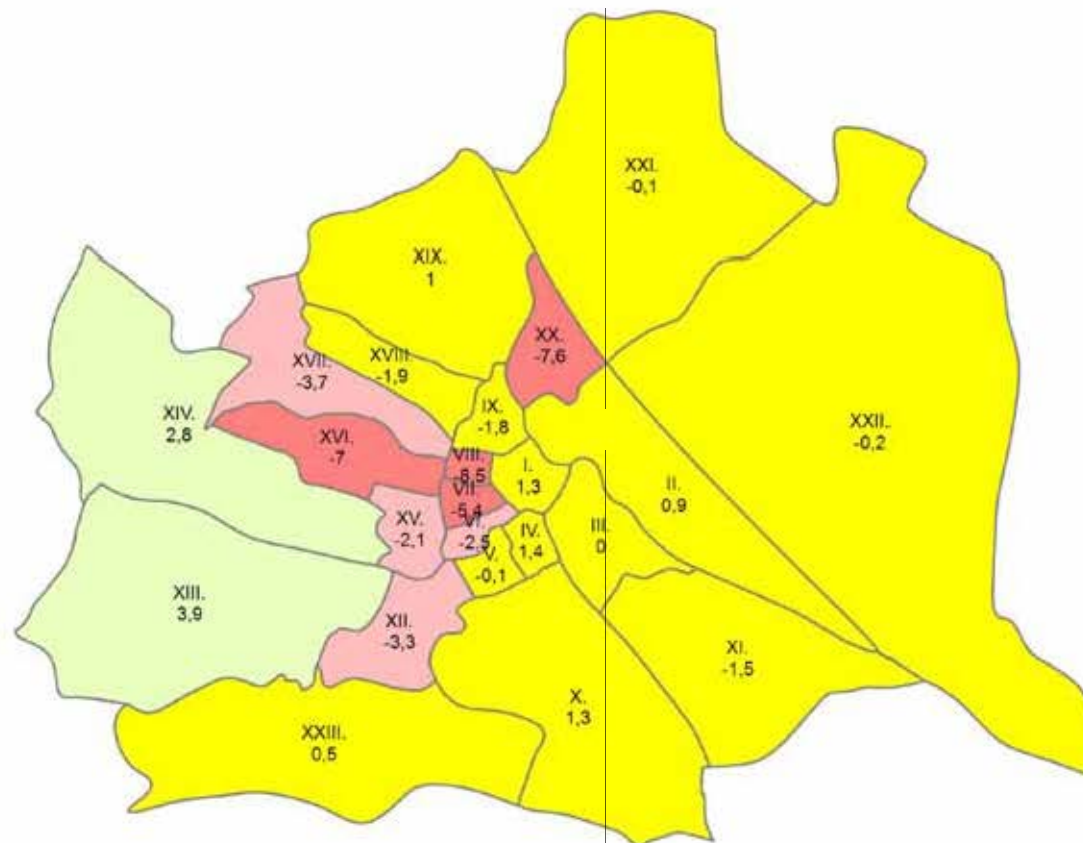 XXI.
-0,1
XIX.
1
XX.
-7,6
XVII.
-3,7
XVIII.
-1,9
IX.
-1,8
XIV.
2,8
XVI.
-7
XXII.
-0,2
VIII.
-6,5
I.
1,3
II.
0,9
VII.
-5,4
XV.
-2,1
VI.
-2,5
IV.
1,4
III.
0
V.
-0,1
XIII.
3,9
XII.
-3,3
XI.
-1,5
X.
1,3
XXIII.
0,5